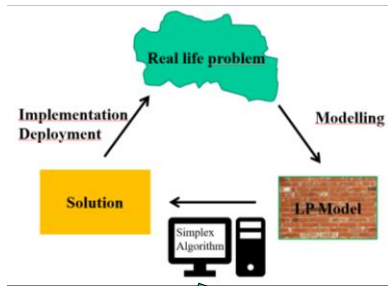 Real life problem
Implementation
Deployment
Modelling
Solution
LP Model
Simplex
Algorithm